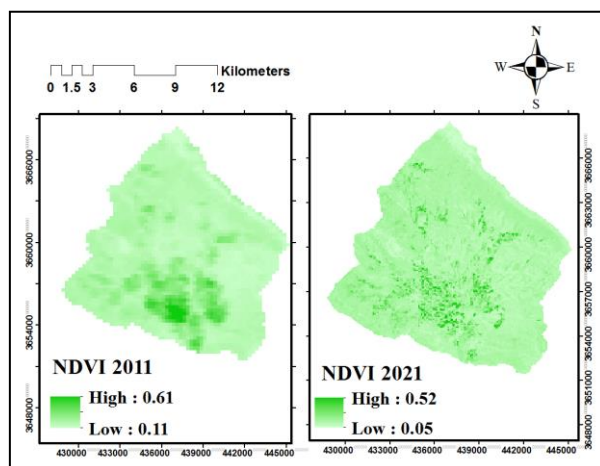 N
W E
S
Kilometers
0 1.5 3 6 9 12
3666000
3660000
3654000
3648000
NDVI 2011
High : 0.61
Low : 0.11
430000 433000 436000 439000 442000 445000
3666000
3663000
3660000
3657000
3654000
3651000
3648000
NDVI 2021
High : 0.52
Low : 0.05
430000 433000 436000 439000 442000 445000